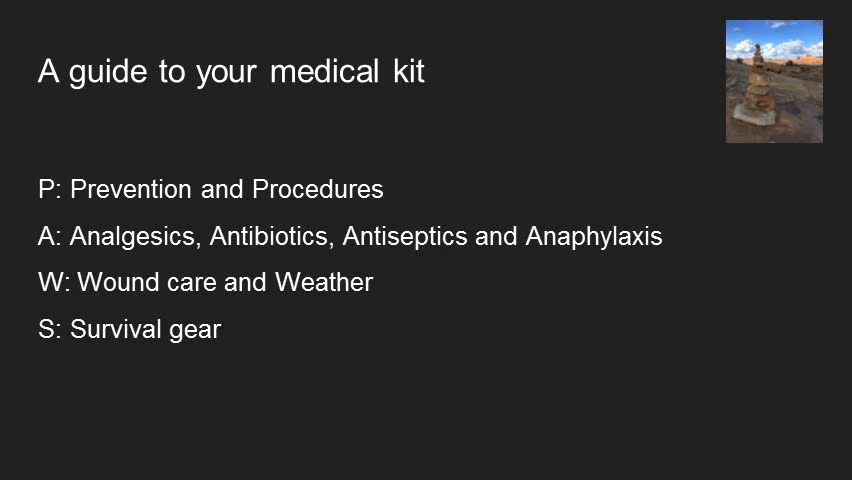 A guide to your medical kit
P: Prevention and Procedures
A: Analgesics, Antibiotics, Antiseptics and Anaphylaxis
W: Wound care and Weather
S: Survival gear